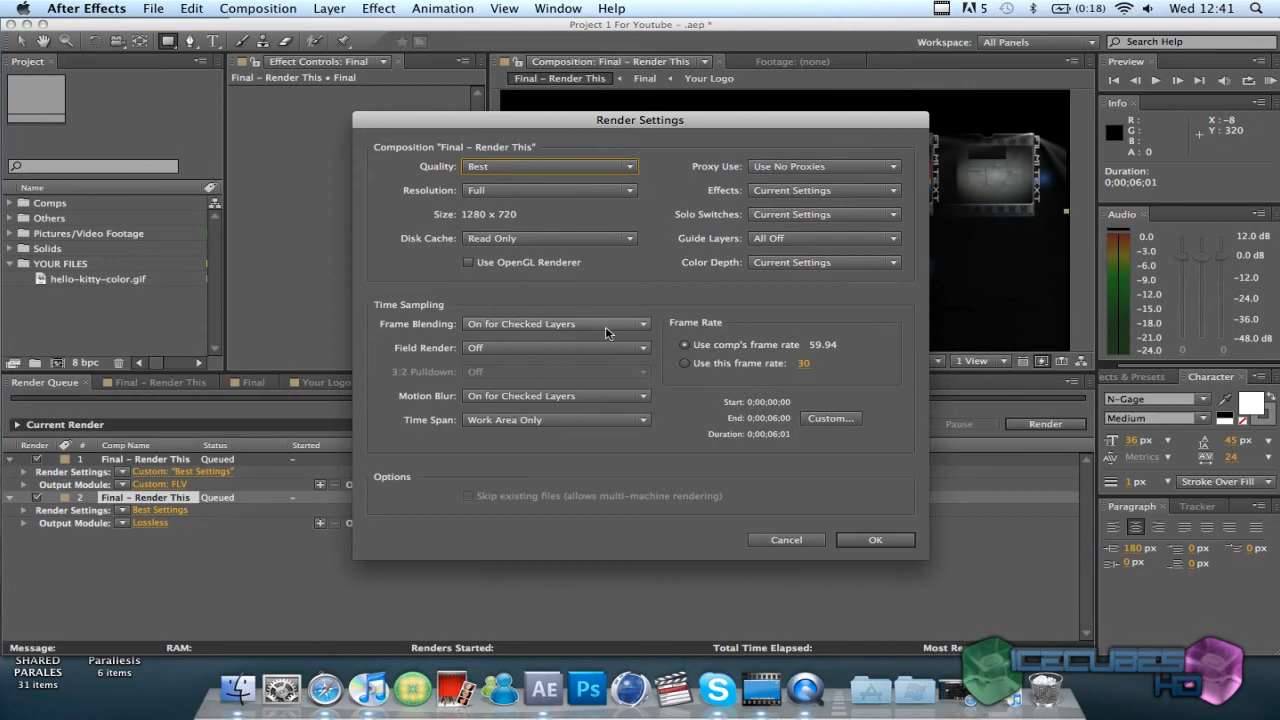 After Effects File Edit Composition Layer Effect Animation View Window Help 5 (0:18) Wed 12:41
Project 1 For Youtube - .aep *
Workspace: All Panels Search Help
Project Effect Controls: Final Composition: Final – Render This Footage: (none) Preview
Final – Render This • Final Final – Render This Final Your Logo
Info
R: X: -8
G: Y: 320
B:
A: 0
Duration:
0;00;06;01
FILM TEXT FILM TEXT
Name
Comps
Others
Pictures/Video Footage
Solids
YOUR FILES
hello-kitty-color.gif
8 bpc
Audio
0.0 12.0 dB
-3.0
-6.0
-9.0 0.0 dB
-12.0
-15.0
-18.0
-21.0
-24.0 -24.0
-48.0 dB
Render Settings
Composition "Final – Render This"
Quality: Best Proxy Use: Use No Proxies
Resolution: Full Effects: Current Settings
Size: 1280 x 720 Solo Switches: Current Settings
Disk Cache: Read Only Guide Layers: All Off
Use OpenGL Renderer Color Depth: Current Settings
Time Sampling
Frame Blending: On for Checked Layers Frame Rate
Field Render: Off Use comp's frame rate 59.94
3:2 Pulldown: Off Use this frame rate: 30
Motion Blur: On for Checked Layers Start: 0;00;00;00
Time Span: Work Area Only End: 0;00;06;00 Custom...
Duration: 0;00;06;01
Options
Skip existing files (allows multi-machine rendering)
Cancel OK
1 View
Render Queue Final – Render This Final Your Logo
Current Render Pause Render
Render # Comp Name Status Started
1 Final – Render This Queued –
Render Settings: Custom: "Best Settings"
Output Module: Custom: FLV
2 Final – Render This Queued –
Render Settings: Best Settings
Output Module: Lossless
Message: RAM: Renders Started: Total Time Elapsed: Most Re
cts & Presets Character
N-Gage
Medium
36 px 45 px
Metrics 24
1 px Stroke Over Fill
Paragraph Tracker
180 px 0 px 0 px
0 px 0 px
SHARED PARALES
31 items
Parallesis
6 items
AE Ps
ICECUBES HD